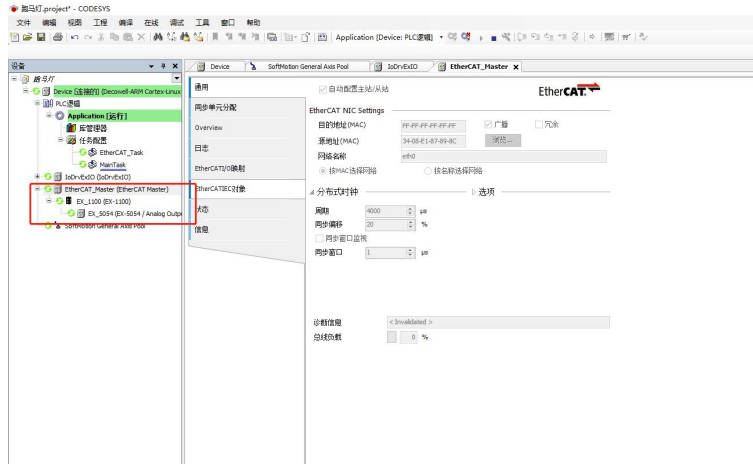 跑马灯.project* - CODESYS
文件 编辑 视图 工程 编译 在线 调试 工具 窗口 帮助
Application [Device: PLC逻辑]
设备
跑马灯
Device [连接的] (Decowell-ARM Cortex-Linux
PLC逻辑
Application [运行]
库管理器
任务配置
EtherCAT_Task
MainTask
IoDrvExIO (IoDrvExIO)
EtherCAT_Master (EtherCAT Master)
EX_1100 (EX-1100)
EX_5054 (EX-5054 / Analog Outpu
SoftMotion General Axis Pool
Device SoftMotion General Axis Pool IoDrvExIO EtherCAT_Master
通用
同步单元分配
Overview
日志
EtherCATI/O映射
EtherCATIEC对象
状态
信息
自动配置主站/从站
EtherCAT
EtherCAT NIC Settings
目的地址(MAC) FF-FF-FF-FF-FF-FF 广播 冗余
源地址(MAC) 34-08-E1-87-89-8C 浏览...
网络名称 eth0
按MAC选择网络 按名称选择网络
分布式时钟 选项
周期 4000 μs
同步偏移 20 %
同步窗口监视
同步窗口 1 μs
诊断信息 < Invalidated >
总线负载 0 %